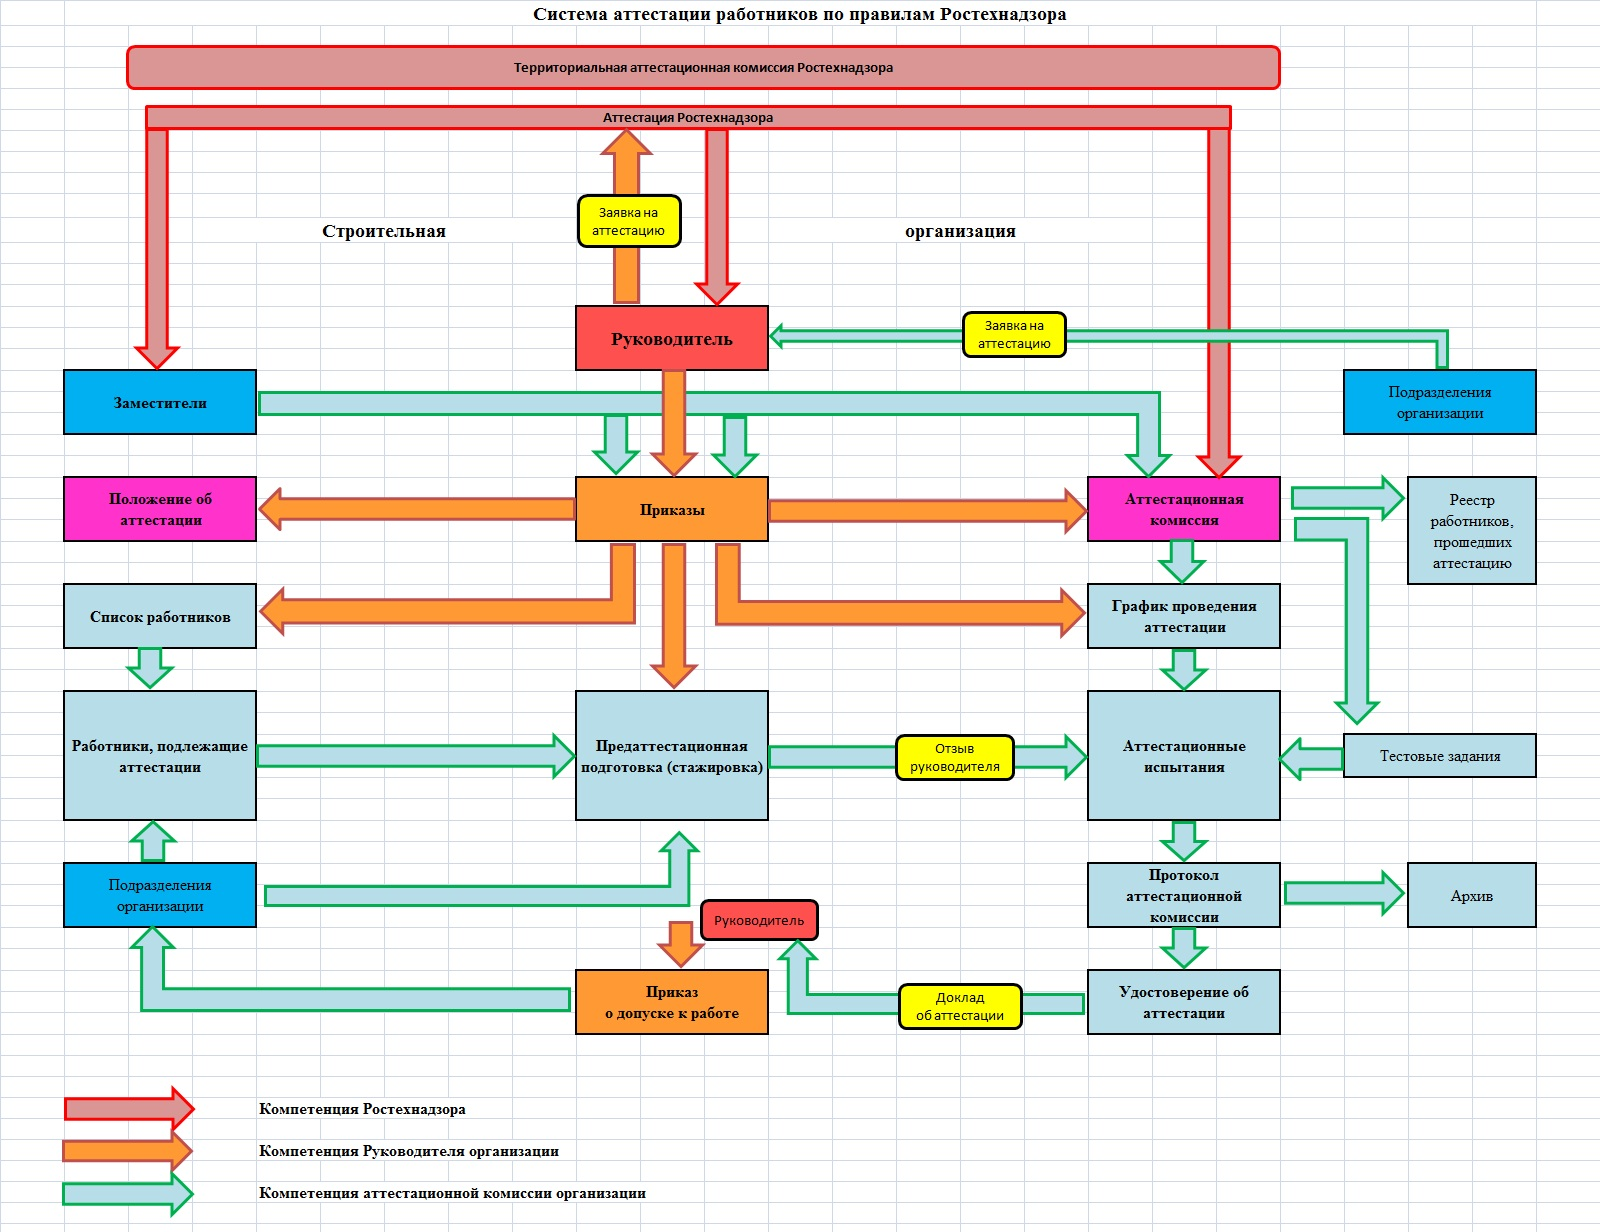 Система аттестации работников по правилам Ростехнадзора
Территориальная аттестационная комиссия Ростехнадзора
Аттестация Ростехнадзора
Заявка на
аттестацию
Строительная
организация
Руководитель
Заявка на
аттестацию
Заместители
Подразделения
организации
Положение об
аттестации
Приказы
Аттестационная
комиссия
Реестр
работников,
прошедших
аттестацию
Список работников
График проведения
аттестации
Работники, подлежащие
аттестации
Предаттестационная
подготовка (стажировка)
Отзыв
руководителя
Аттестационные
испытания
Тестовые задания
Подразделения
организации
Протокол
аттестационной
комиссии
Архив
Руководитель
Приказ
о допуске к работе
Доклад
об аттестации
Удостоверение об
аттестации
Компетенция Ростехнадзора
Компетенция Руководителя организации
Компетенция аттестационной комиссии организации